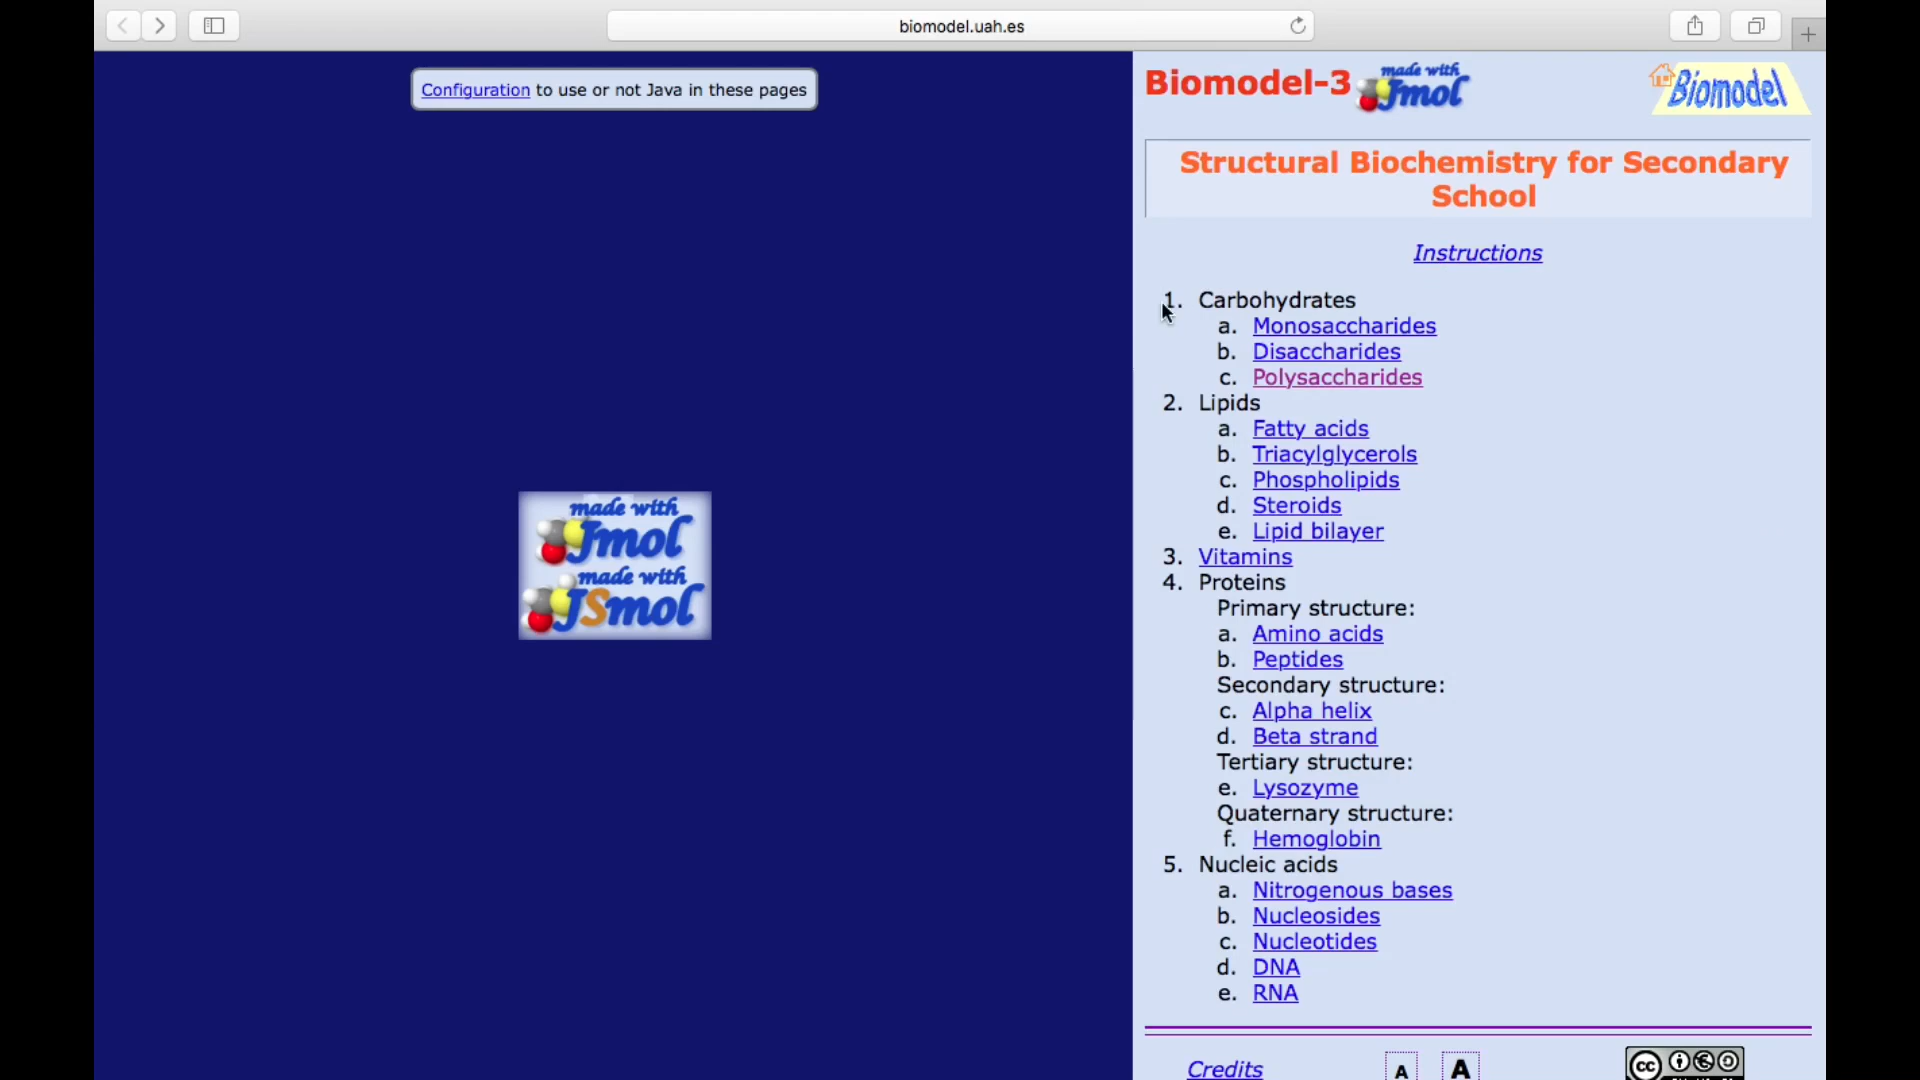 biomodel.uah.es
Configuration to use or not Java in these pages
made with
Jmol
made with
JSmol
Biomodel-3
made with
Jmol
Biomodel
Structural Biochemistry for Secondary
School
Instructions
1. Carbohydrates
a. Monosaccharides
b. Disaccharides
c. Polysaccharides
2. Lipids
a. Fatty acids
b. Triacylglycerols
c. Phospholipids
d. Steroids
e. Lipid bilayer
3. Vitamins
4. Proteins
Primary structure:
a. Amino acids
b. Peptides
Secondary structure:
c. Alpha helix
d. Beta strand
Tertiary structure:
e. Lysozyme
Quaternary structure:
f. Hemoglobin
5. Nucleic acids
a. Nitrogenous bases
b. Nucleosides
c. Nucleotides
d. DNA
e. RNA
Credits A A cc